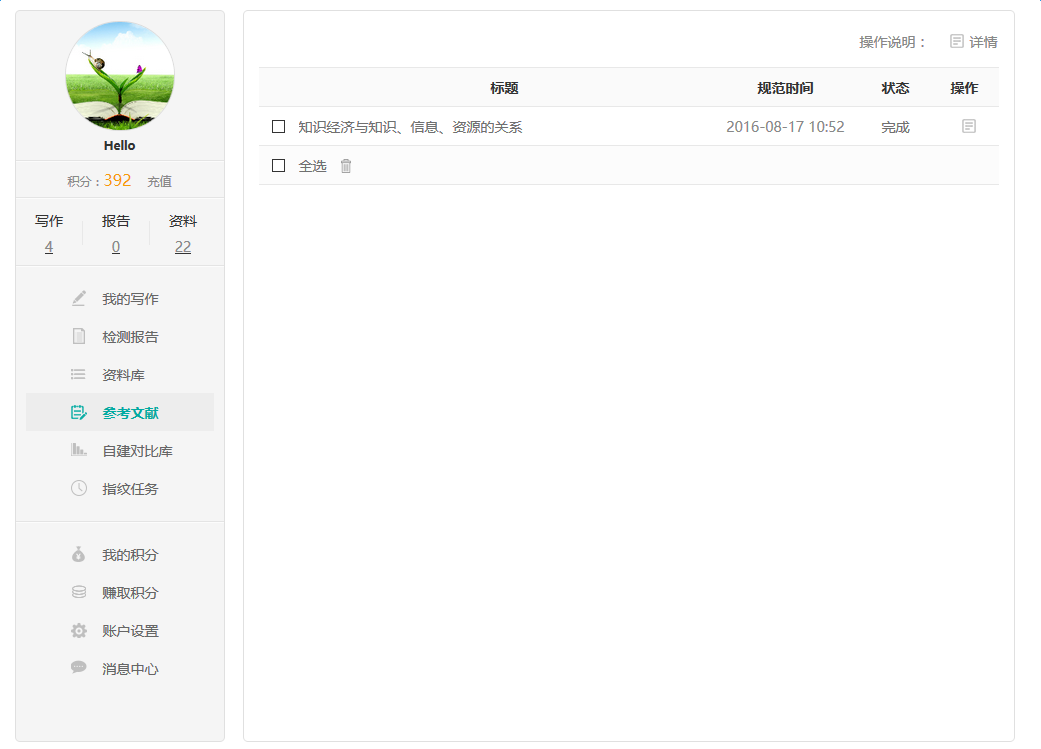 Hello
积分：392 充值
写作 报告 资料
4 0 22
我的写作
检测报告
资料库
参考文献
自建对比库
指纹任务
我的积分
赚取积分
账户设置
消息中心
操作说明： 详情
标题 规范时间 状态 操作
知识经济与知识、信息、资源的关系 2016-08-17 10:52 完成
全选